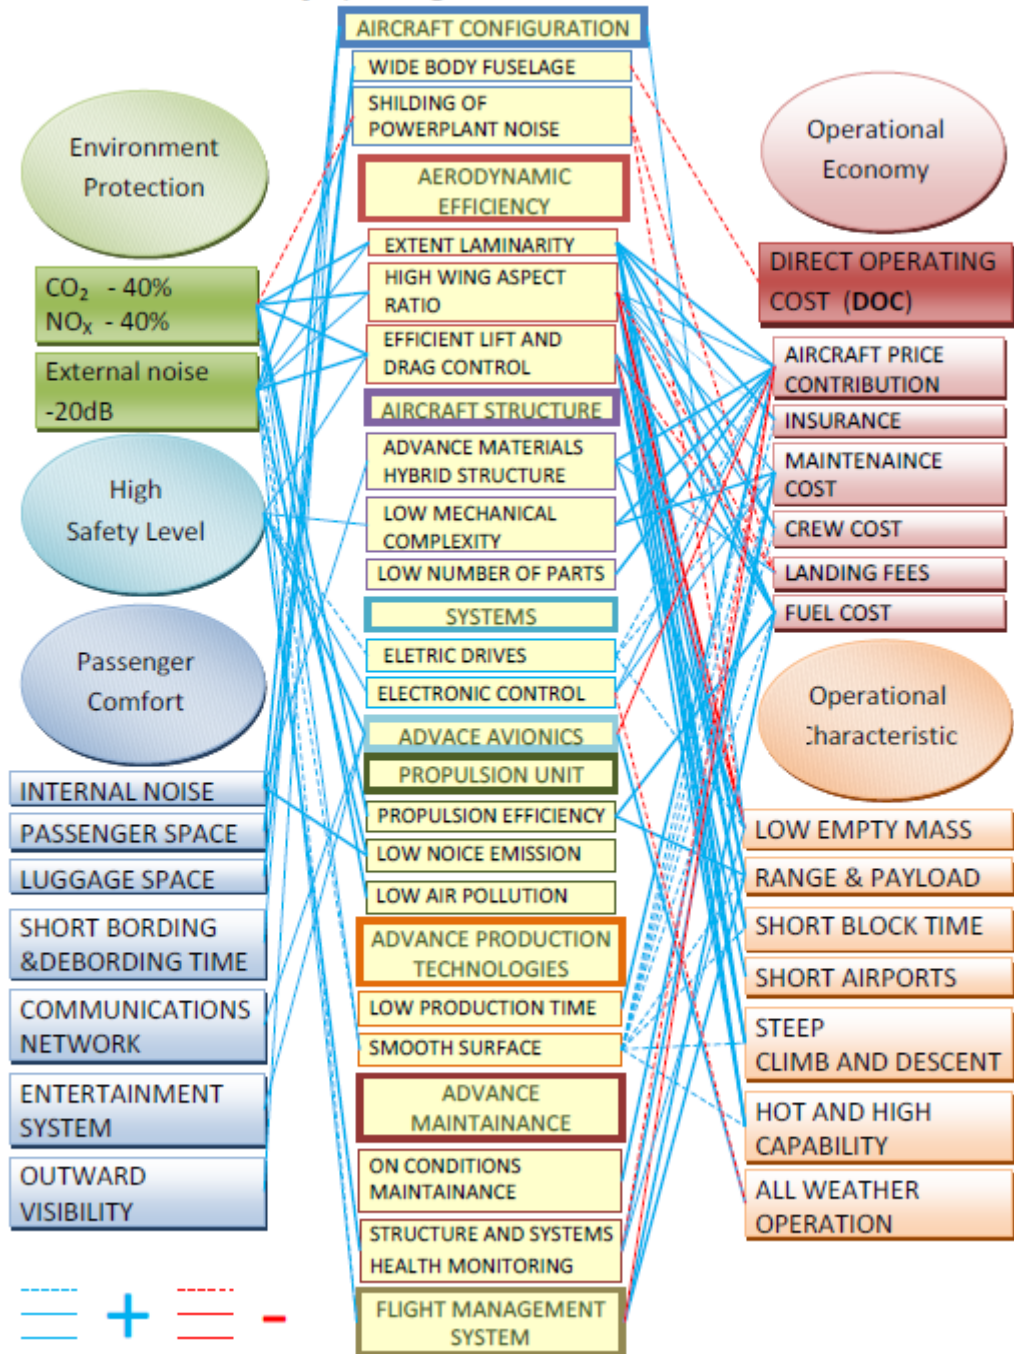 AIRCRAFT CONFIGURATION
WIDE BODY FUSELAGE
SHILDING OF
POWERPLANT NOISE
AERODYNAMIC
EFFICIENCY
EXTENT LAMINARITY
HIGH WING ASPECT
RATIO
EFFICIENT LIFT AND
DRAG CONTROL
AIRCRAFT STRUCTURE
ADVANCE MATERIALS
HYBRID STRUCTURE
LOW MECHANICAL
COMPLEXITY
LOW NUMBER OF PARTS
SYSTEMS
ELETRIC DRIVES
ELECTRONIC CONTROL
ADVACE AVIONICS
PROPULSION UNIT
PROPULSION EFFICIENCY
LOW NOICE EMISSION
LOW AIR POLLUTION
ADVANCE PRODUCTION
TECHNOLOGIES
LOW PRODUCTION TIME
SMOOTH SURFACE
ADVANCE
MAINTAINANCE
ON CONDITIONS
MAINTAINANCE
STRUCTURE AND SYSTEMS
HEALTH MONITORING
FLIGHT MANAGEMENT
SYSTEM
Environment
Protection
CO₂ - 40%
NOₓ - 40%
External noise
-20dB
High
Safety Level
Passenger
Comfort
INTERNAL NOISE
PASSENGER SPACE
LUGGAGE SPACE
SHORT BORDING
&DEBORDING TIME
COMMUNICATIONS
NETWORK
ENTERTAINMENT
SYSTEM
OUTWARD
VISIBILITY
+ -
Operational
Economy
DIRECT OPERATING
COST (DOC)
AIRCRAFT PRICE
CONTRIBUTION
INSURANCE
MAINTENAINCE
COST
CREW COST
LANDING FEES
FUEL COST
Operational
Characteristic
LOW EMPTY MASS
RANGE & PAYLOAD
SHORT BLOCK TIME
SHORT AIRPORTS
STEEP
CLIMB AND DESCENT
HOT AND HIGH
CAPABILITY
ALL WEATHER
OPERATION